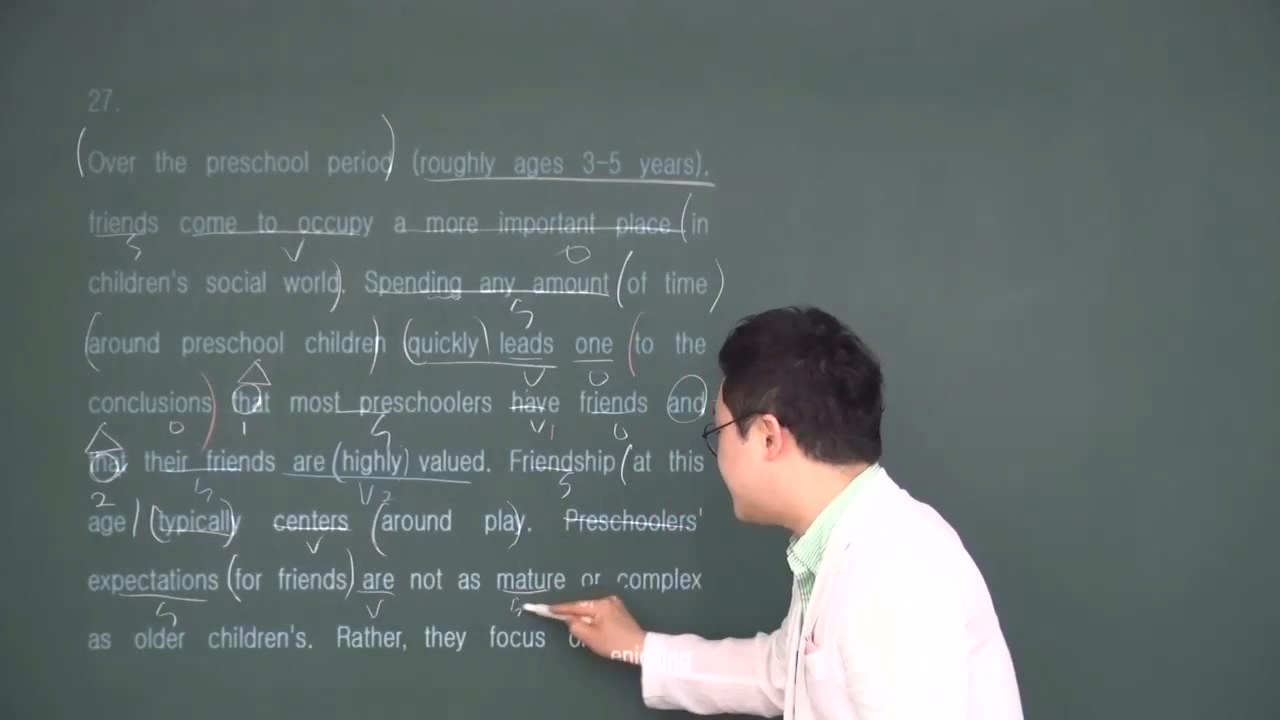 27.
Over the preschool period (roughly ages 3-5 years),
friends come to occupy a more important place in
children's social world. Spending any amount of time
around preschool children quickly leads one to the
conclusions that most preschoolers have friends and
that their friends are highly valued. Friendship at this
age typically centers around play. Preschoolers'
expectations for friends are not as mature or complex
as older children's. Rather, they focus